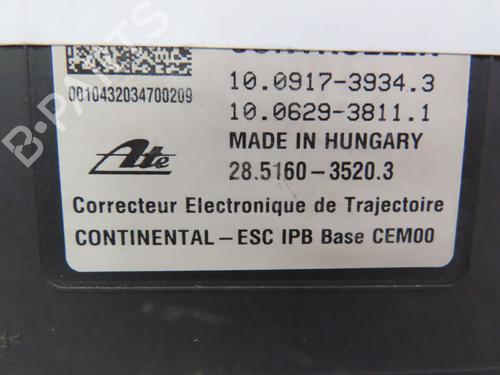 10.0917-3934.3
0010432034700209
10.0629-3811.1
MADE IN HUNGARY
Ate
28.5160-3520.3
Correcteur Electronique de Trajectoire
CONTINENTAL-ESC IPB Base CEM00
B-PARTS